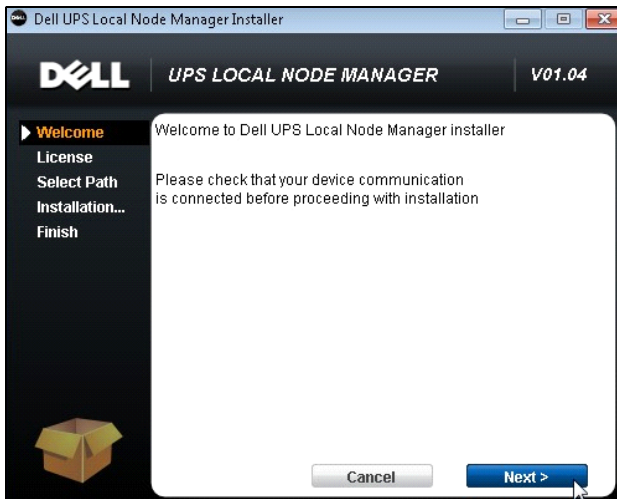 Dell UPS Local Node Manager Installer
DELL
UPS LOCAL NODE MANAGER
V01.04
Welcome
License
Select Path
Installation...
Finish
Welcome to Dell UPS Local Node Manager installer
Please check that your device communication
is connected before proceeding with installation
Cancel
Next >